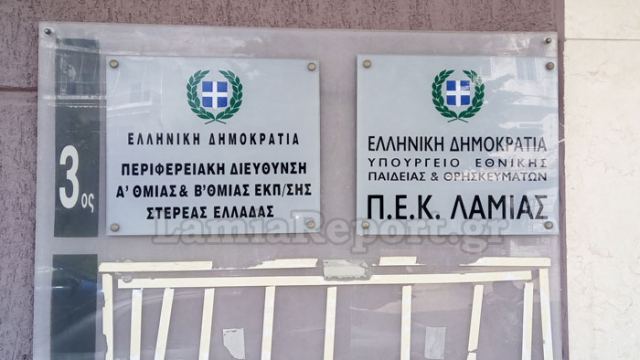 3ος
ΕΛΛΗΝΙΚΗ ΔΗΜΟΚΡΑΤΙΑ
ΠΕΡΙΦΕΡΕΙΑΚΗ ΔΙΕΥΘΥΝΣΗ
Α' ΘΜΙΑΣ & Β'ΘΜΙΑΣ ΕΚΠ/ΣΗΣ
ΣΤΕΡΕΑΣ ΕΛΛΑΔΑΣ
ΕΛΛΗΝΙΚΗ ΔΗΜΟΚΡΑΤΙΑ
ΥΠΟΥΡΓΕΙΟ ΕΘΝΙΚΗΣ
ΠΑΙΔΕΙΑΣ & ΘΡΗΣΚΕΥΜΑΤΩΝ
Π.Ε.Κ. ΛΑΜΙΑΣ
LamiaReport.gr